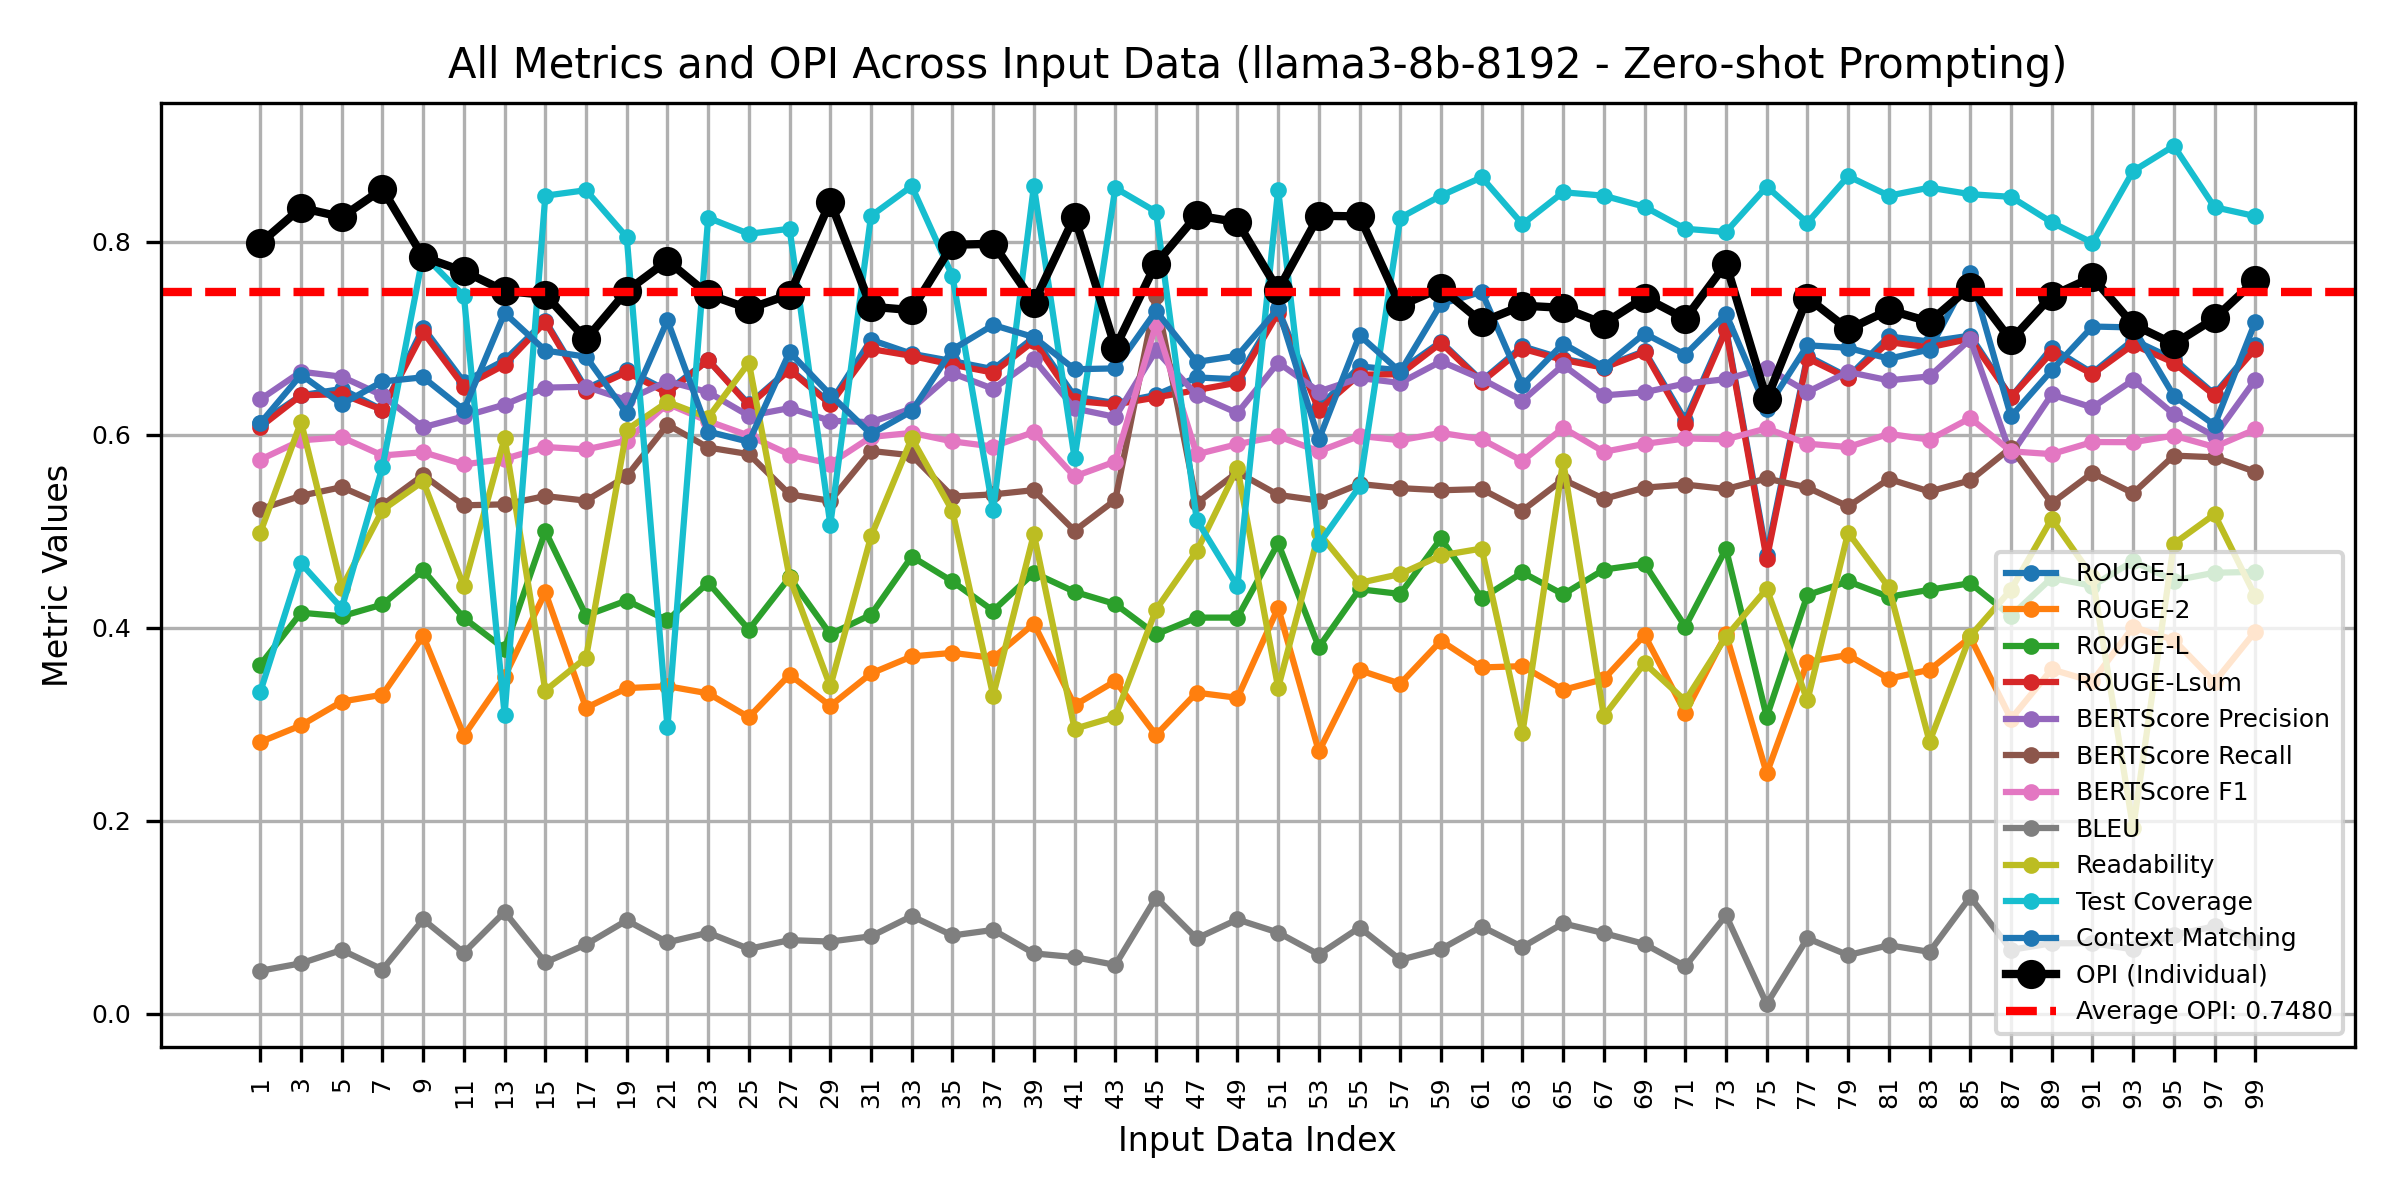 All Metrics and OPI Across Input Data (llama3-8b-8192 - Zero-shot Prompting)
Metric Values
0.8
0.6
0.4
0.2
0.0
ROUGE-1
ROUGE-2
ROUGE-L
ROUGE-Lsum
BERTScore Precision
BERTScore Recall
BERTScore F1
BLEU
Readability
Test Coverage
Context Matching
OPI (Individual)
Average OPI: 0.7480
1 3 5 7 9 11 13 15 17 19 21 23 25 27 29 31 33 35 37 39 41 43 45 47 49 51 53 55 57 59 61 63 65 67 69 71 73 75 77 79 81 83 85 87 89 91 93 95 97 99
Input Data Index